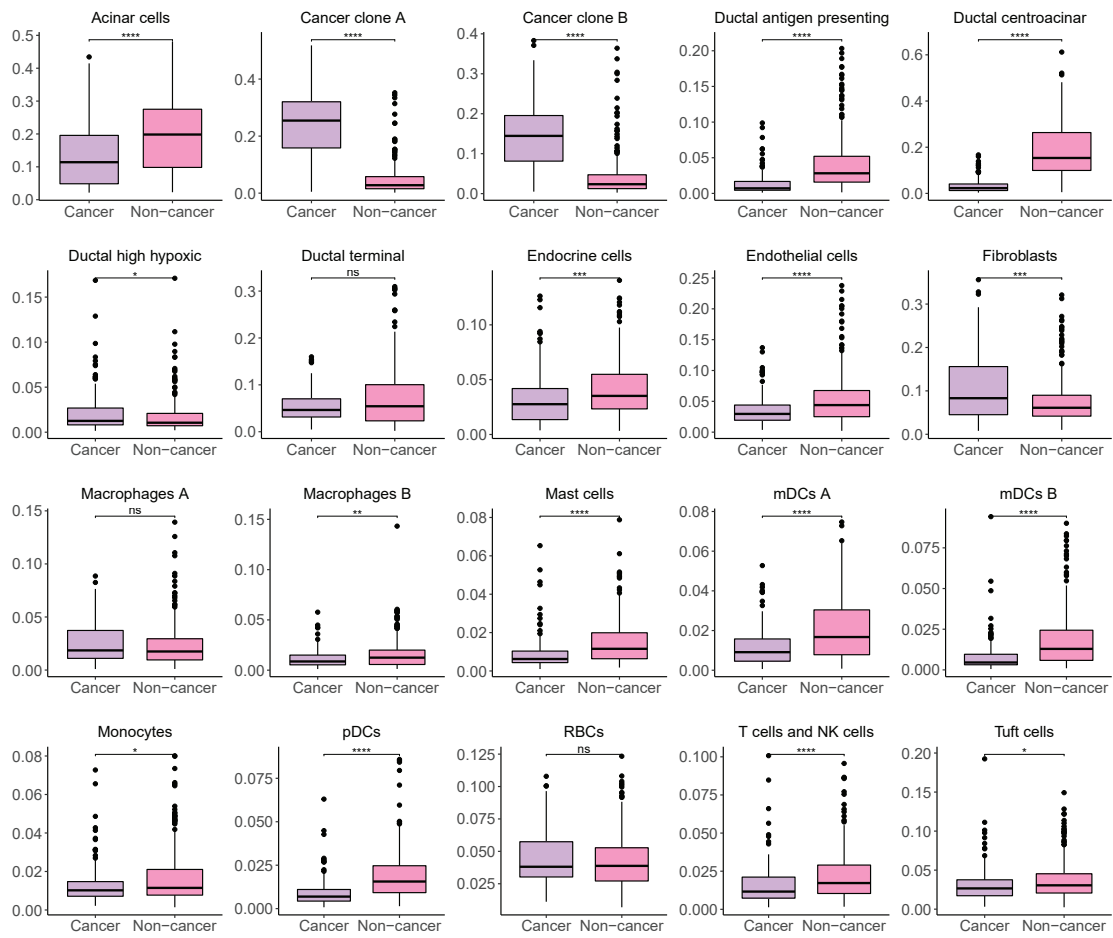 Acinar cells
****
0.5
0.4
0.3
0.2
0.1
0.0
Cancer Non-cancer
Cancer clone A
****
0.4
0.2
0.0
Cancer Non-cancer
Cancer clone B
****
0.4
0.3
0.2
0.1
0.0
Cancer Non-cancer
Ductal antigen presenting
****
0.20
0.15
0.10
0.05
0.00
Cancer Non-cancer
Ductal centroacinar
****
0.6
0.4
0.2
0.0
Cancer Non-cancer
Ductal high hypoxic
*
0.15
0.10
0.05
0.00
Cancer Non-cancer
Ductal terminal
ns
0.3
0.2
0.1
0.0
Cancer Non-cancer
Endocrine cells
***
0.10
0.05
0.00
Cancer Non-cancer
Endothelial cells
****
0.25
0.20
0.15
0.10
0.05
0.00
Cancer Non-cancer
Fibroblasts
***
0.3
0.2
0.1
0.0
Cancer Non-cancer
Macrophages A
ns
0.15
0.10
0.05
0.00
Cancer Non-cancer
Macrophages B
**
0.15
0.10
0.05
0.00
Cancer Non-cancer
Mast cells
****
0.08
0.06
0.04
0.02
0.00
Cancer Non-cancer
mDCs A
****
0.08
0.06
0.04
0.02
0.00
Cancer Non-cancer
mDCs B
****
0.075
0.050
0.025
0.000
Cancer Non-cancer
Monocytes
*
0.08
0.06
0.04
0.02
0.00
Cancer Non-cancer
pDCs
****
0.075
0.050
0.025
0.000
Cancer Non-cancer
RBCs
ns
0.125
0.100
0.075
0.050
0.025
Cancer Non-cancer
T cells and NK cells
****
0.100
0.075
0.050
0.025
0.000
Cancer Non-cancer
Tuft cells
*
0.20
0.15
0.10
0.05
0.00
Cancer Non-cancer